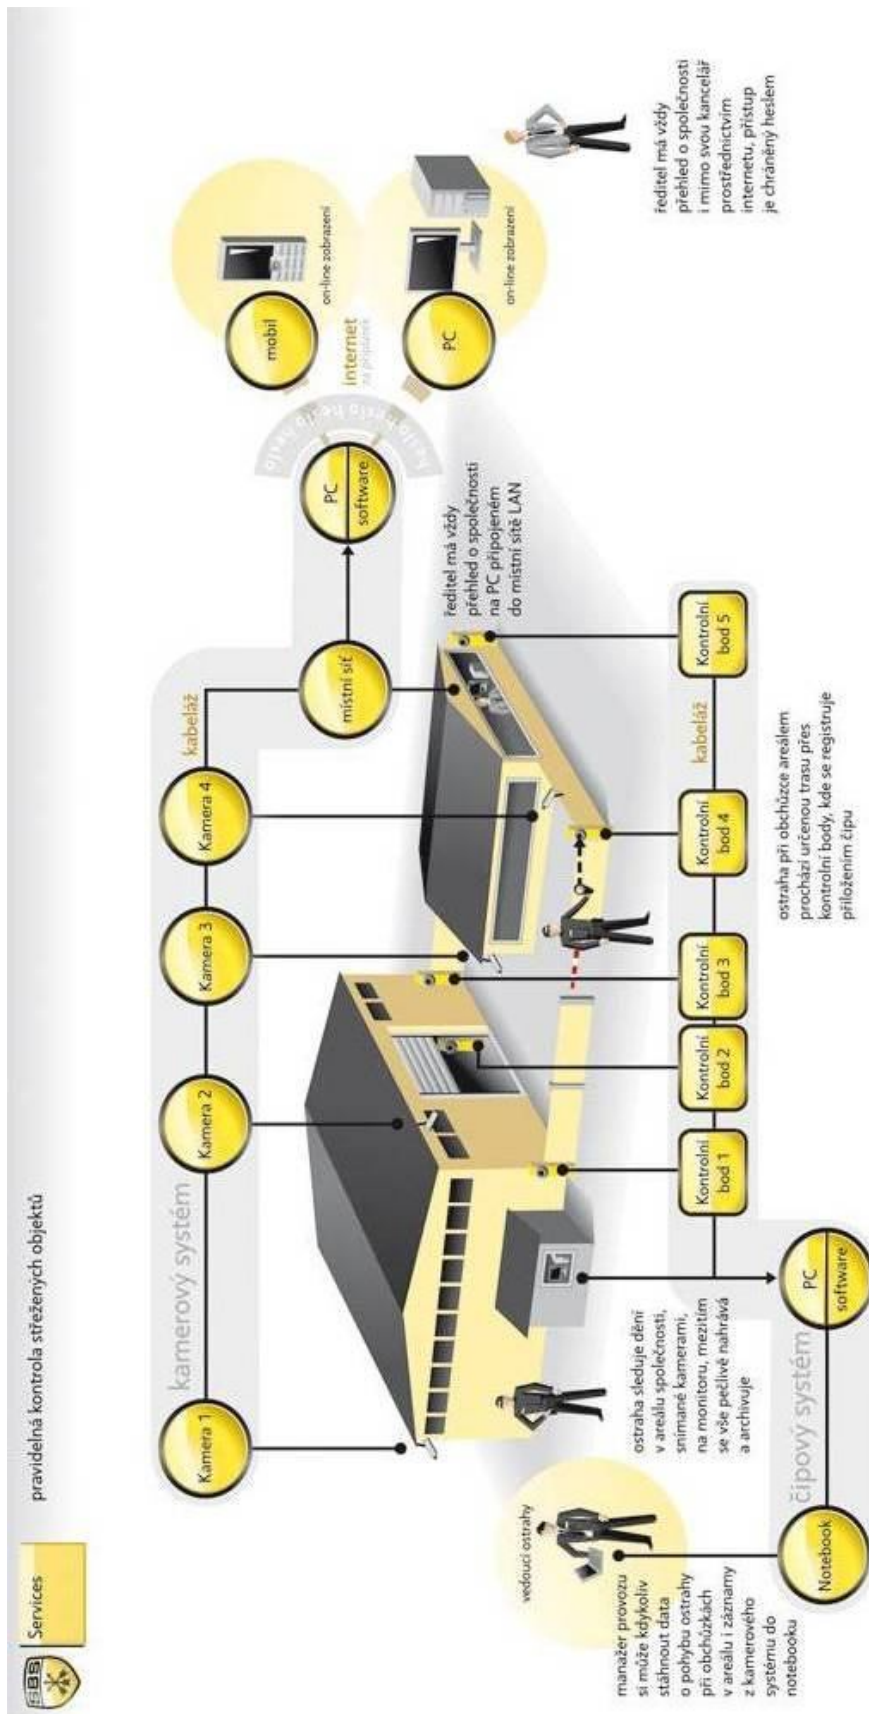 SBS
Services
pravidelná kontrola střežených objektů
kamerový systém
Kamera 1
Kamera 2
Kamera 3
Kamera 4
kabeláž
místní síť
PC
software
heslo heslo heslo heslo
internet
na příplatek
mobil
on-line zobrazení
PC
on-line zobrazení
ředitel má vždy
přehled o společnosti
na PC připojeném
do místní sítě LAN
ředitel má vždy
přehled o společnosti
i mimo svou kancelář
prostřednictvím
internetu, přístup
je chráněný heslem
vedoucí ostrahy
manažer provozu
si může kdykoliv
stáhnout data
o pohybu ostrahy
při obchůzkách
v areálu i záznamy
z kamerového
systému do
notebooku
ostraha sleduje dění
v areálu společnosti,
snímané kamerami,
na monitoru, mezitím
se vše pečlivě nahrává
a archivuje
Kontrolní
bod 1
Kontrolní
bod 2
Kontrolní
bod 3
Kontrolní
bod 4
kabeláž
Kontrolní
bod 5
ostraha při obchůzce areálem
prochází určenou trasu přes
kontrolní body, kde se registruje
přiložením čipu
čipový systém
Notebook
PC
software